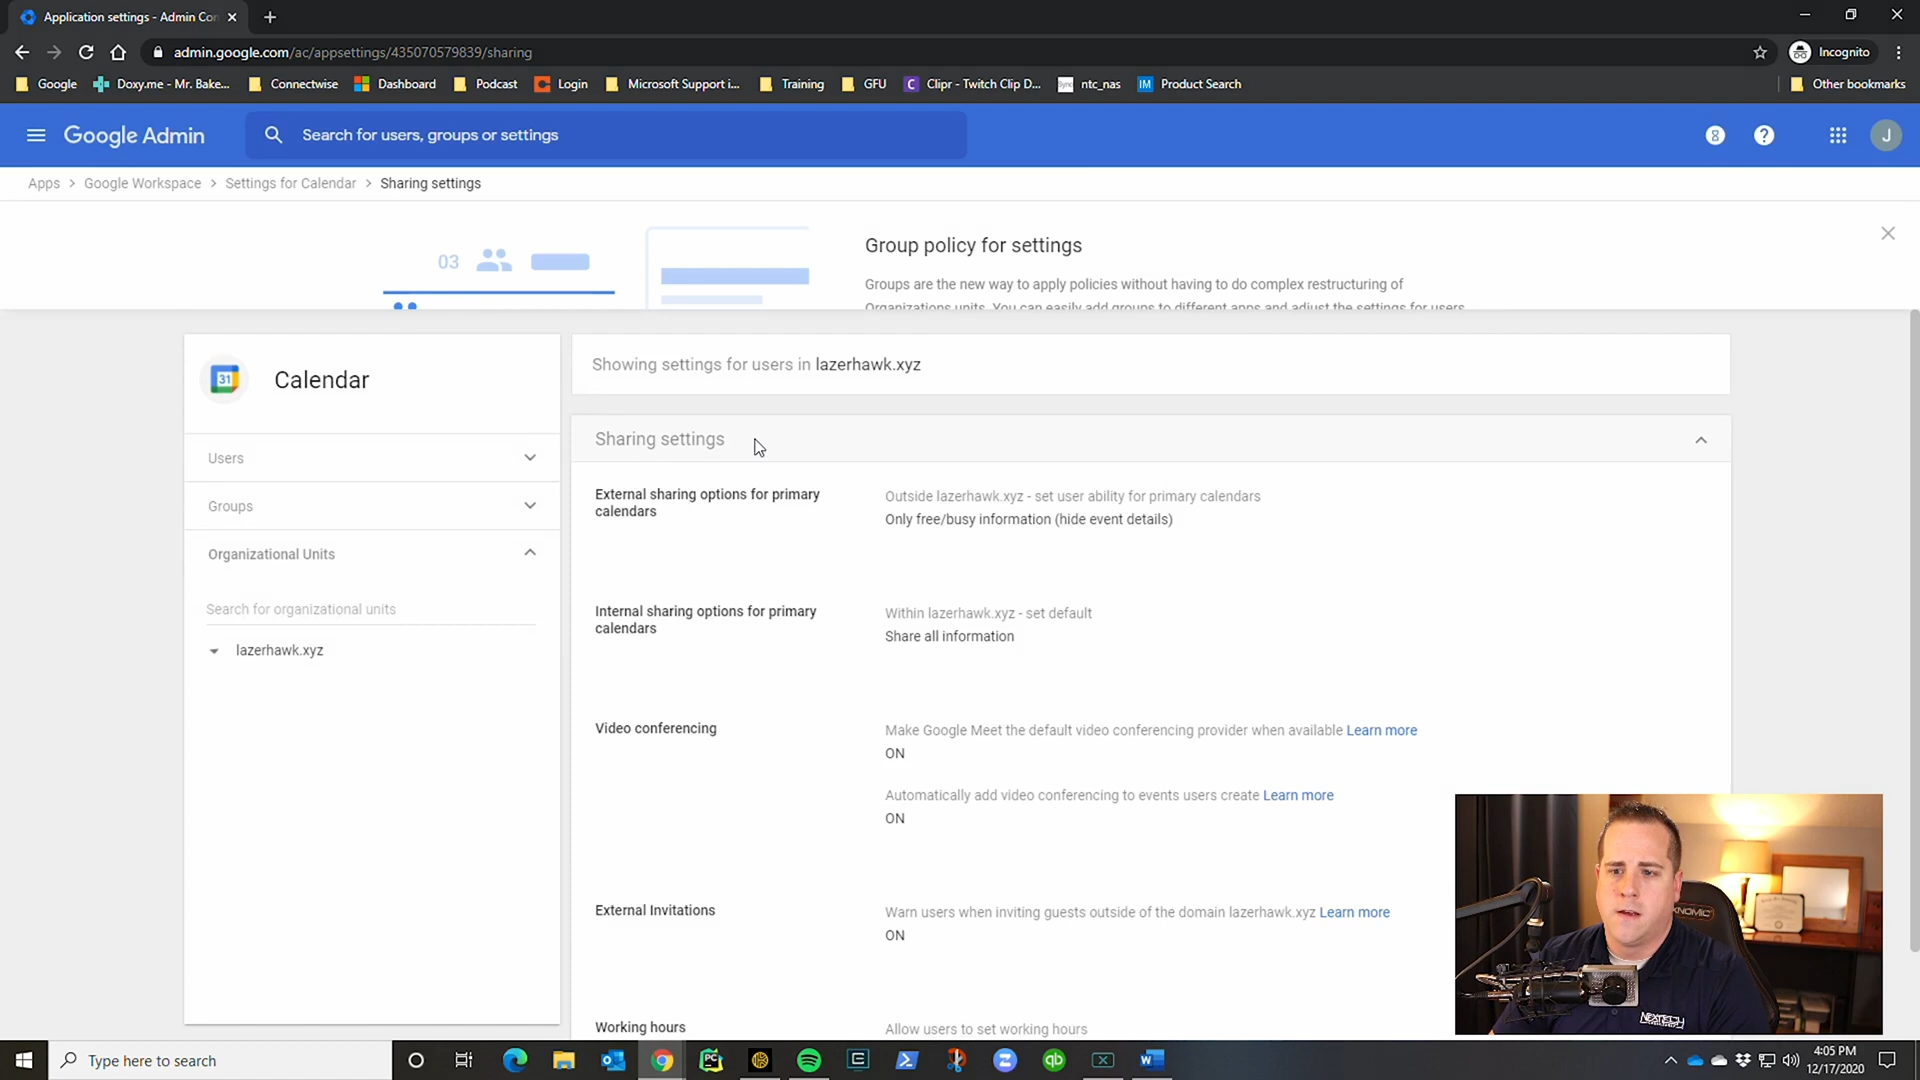 Application settings - Admin Con
admin.google.com/ac/appsettings/435070579839/sharing
Incognito
Google
Doxy.me - Mr. Bake...
Connectwise
Dashboard
Podcast
Login
Microsoft Support i...
Training
GFU
Clipr - Twitch Clip D...
ntc_nas
IM
Product Search
Other bookmarks
Google Admin
Search for users, groups or settings
J
Apps > Google Workspace > Settings for Calendar > Sharing settings
03
Group policy for settings
Groups are the new way to apply policies without having to do complex restructuring of
Organizations units. You can easily add groups to different apps and adjust the settings for users
31
Calendar
Showing settings for users in lazerhawk.xyz
Sharing settings
Users
Groups
Organizational Units
Search for organizational units
lazerhawk.xyz
External sharing options for primary
calendars
Outside lazerhawk.xyz - set user ability for primary calendars
Only free/busy information (hide event details)
Internal sharing options for primary
calendars
Within lazerhawk.xyz - set default
Share all information
Video conferencing
Make Google Meet the default video conferencing provider when available Learn more
ON
Automatically add video conferencing to events users create Learn more
ON
External Invitations
Warn users when inviting guests outside of the domain lazerhawk.xyz Learn more
ON
Working hours
Allow users to set working hours
NEXTECH
Type here to search
PC
qb
4:05 PM
12/17/2020